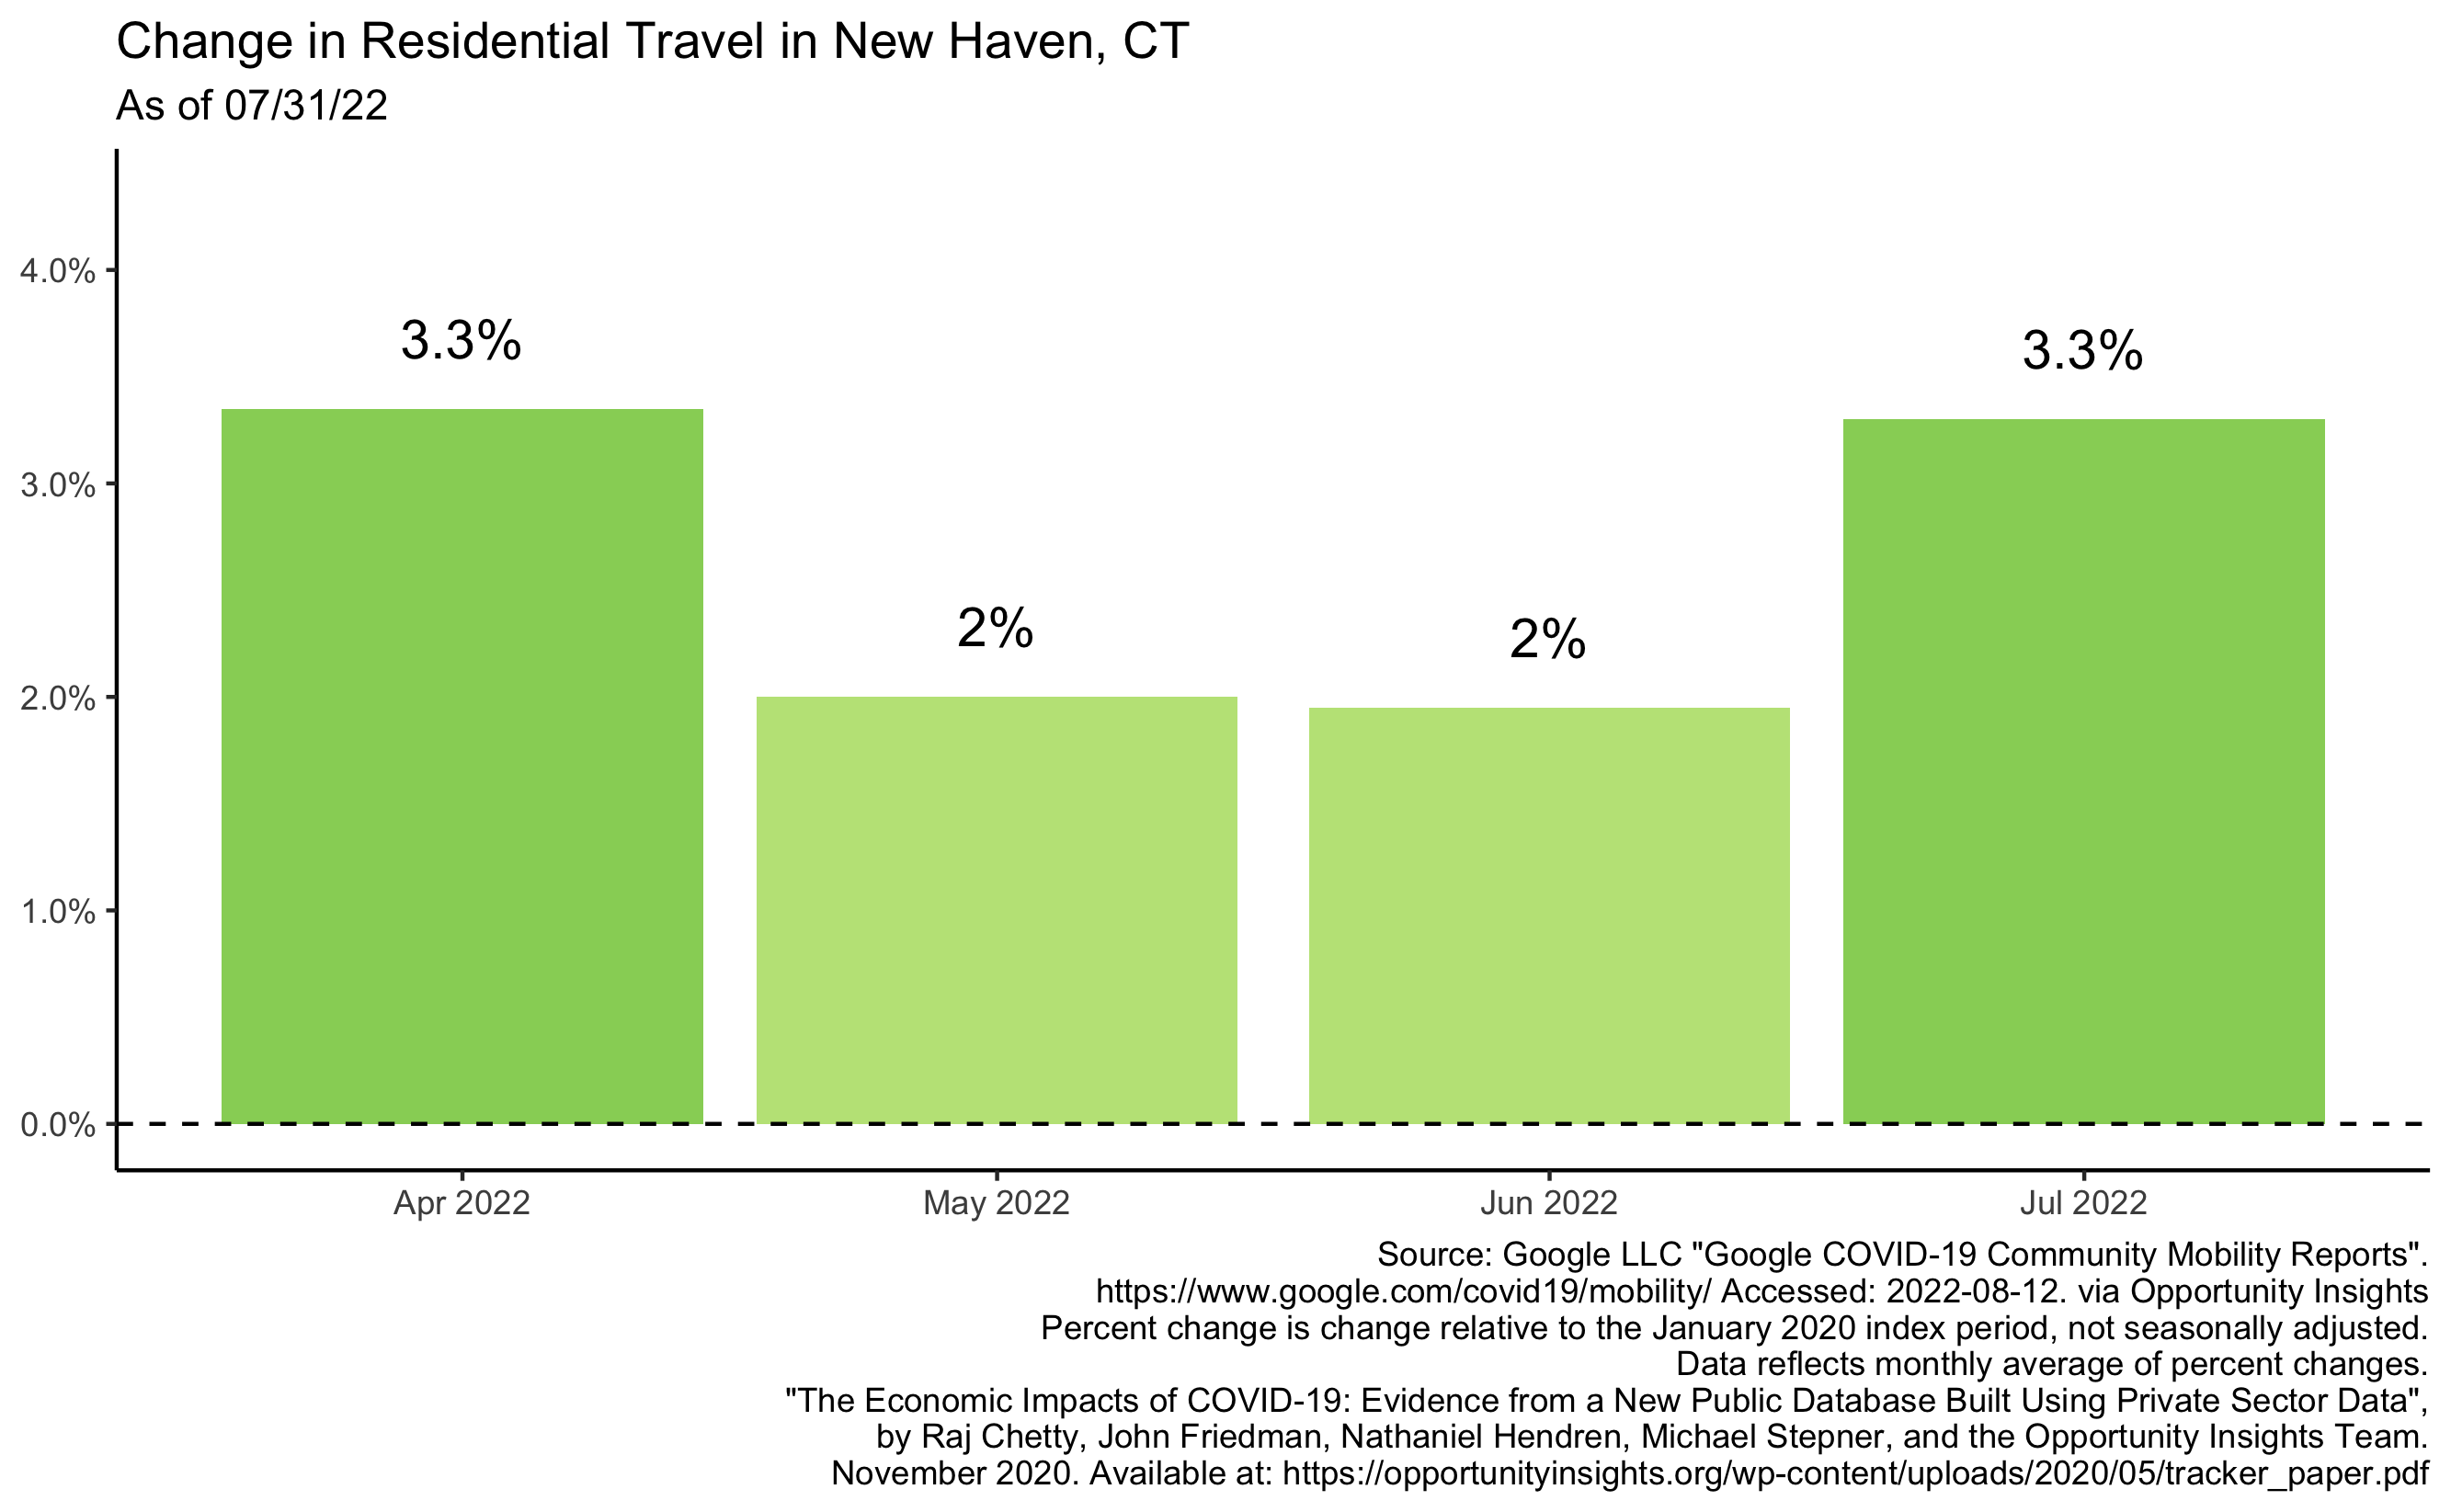 Change in Residential Travel in New Haven, CT
As of 07/31/22
4.0%
3.0%
2.0%
1.0%
0.0%
3.3%
2%
2%
3.3%
Apr 2022
May 2022
Jun 2022
Jul 2022
Source: Google LLC "Google COVID-19 Community Mobility Reports".
https://www.google.com/covid19/mobility/ Accessed: 2022-08-12. via Opportunity Insights
Percent change is change relative to the January 2020 index period, not seasonally adjusted.
Data reflects monthly average of percent changes.
"The Economic Impacts of COVID-19: Evidence from a New Public Database Built Using Private Sector Data",
by Raj Chetty, John Friedman, Nathaniel Hendren, Michael Stepner, and the Opportunity Insights Team.
November 2020. Available at: https://opportunityinsights.org/wp-content/uploads/2020/05/tracker_paper.pdf